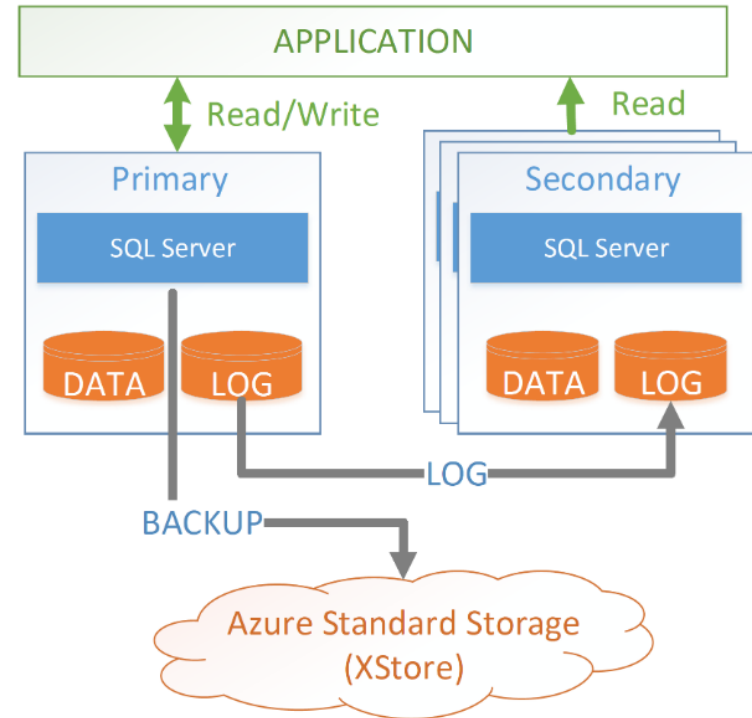 APPLICATION
Read/Write
Read
Primary
Secondary
SQL Server
SQL Server
DATA
LOG
DATA
LOG
LOG
BACKUP
Azure Standard Storage
(XStore)